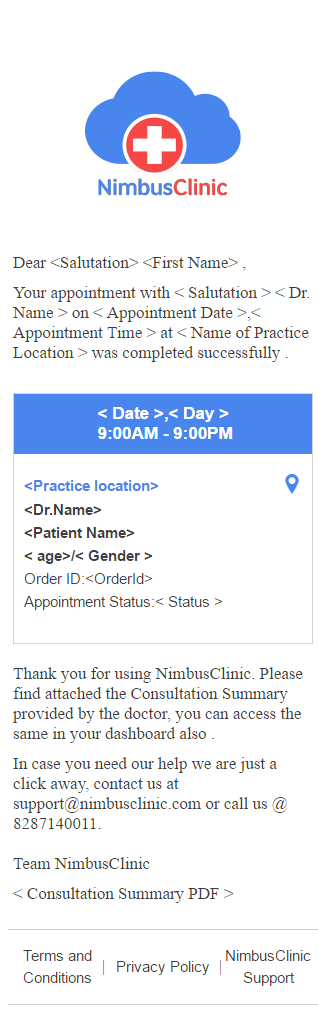 NimbusClinic
Dear <Salutation> <First Name> ,
Your appointment with < Salutation > < Dr.
Name > on < Appointment Date >,<
Appointment Time > at < Name of Practice
Location > was completed successfully .
< Date >,< Day >
9:00AM - 9:00PM
<Practice location>
<Dr.Name>
<Patient Name>
< age>/< Gender >
Order ID:<OrderId>
Appointment Status:< Status >
Thank you for using NimbusClinic. Please
find attached the Consultation Summary
provided by the doctor, you can access the
same in your dashboard also .
In case you need our help we are just a
click away, contact us at
support@nimbusclinic.com or call us @
8287140011.
Team NimbusClinic
< Consultation Summary PDF >
Terms and
Conditions
| Privacy Policy |
NimbusClinic
Support